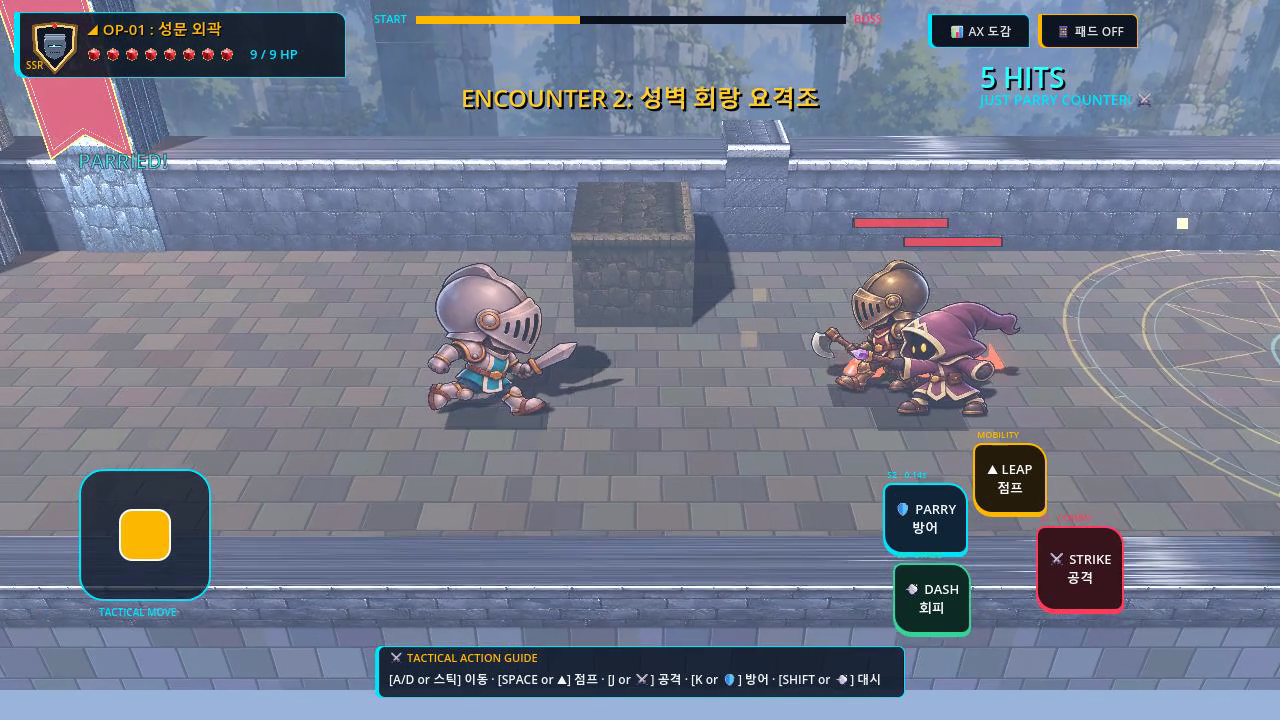 OP-01 : 성문 외곽
SSR
9 / 9 HP
START
BOSS
AX 도감
패드 OFF
ENCOUNTER 2: 성벽 회랑 요격조
5 HITS
JUST PARRY COUNTER!
PARRIED!
MOBILITY
▲ LEAP
점프
PARRY
방어
STRIKE
공격
DASH
회피
TACTICAL MOVE
TACTICAL ACTION GUIDE
[A/D or 스틱] 이동 · [SPACE or ▲] 점프 · [J or ⚔] 공격 · [K or 🛡] 방어 · [SHIFT or 💨] 대시